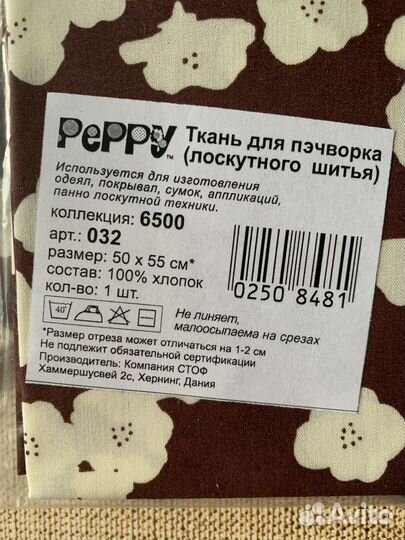 PePPY™ Ткань для пэчворка
(лоскутного шитья)
Используется для изготовления
одеял, покрывал, сумок, аппликаций,
панно лоскутной техники.
коллекция: 6500
арт.: 032
размер: 50 х 55 см*
состав: 100% хлопок
кол-во: 1 шт.
0250 8481
40°
Не линяет,
малоосыпаема на срезах
*Размер отреза может отличаться на 1-2 см
Не подлежит обязательной сертификации
Производитель: Компания СТОФ
Хаммершусвей 2с, Хернинг, Дания
Avito